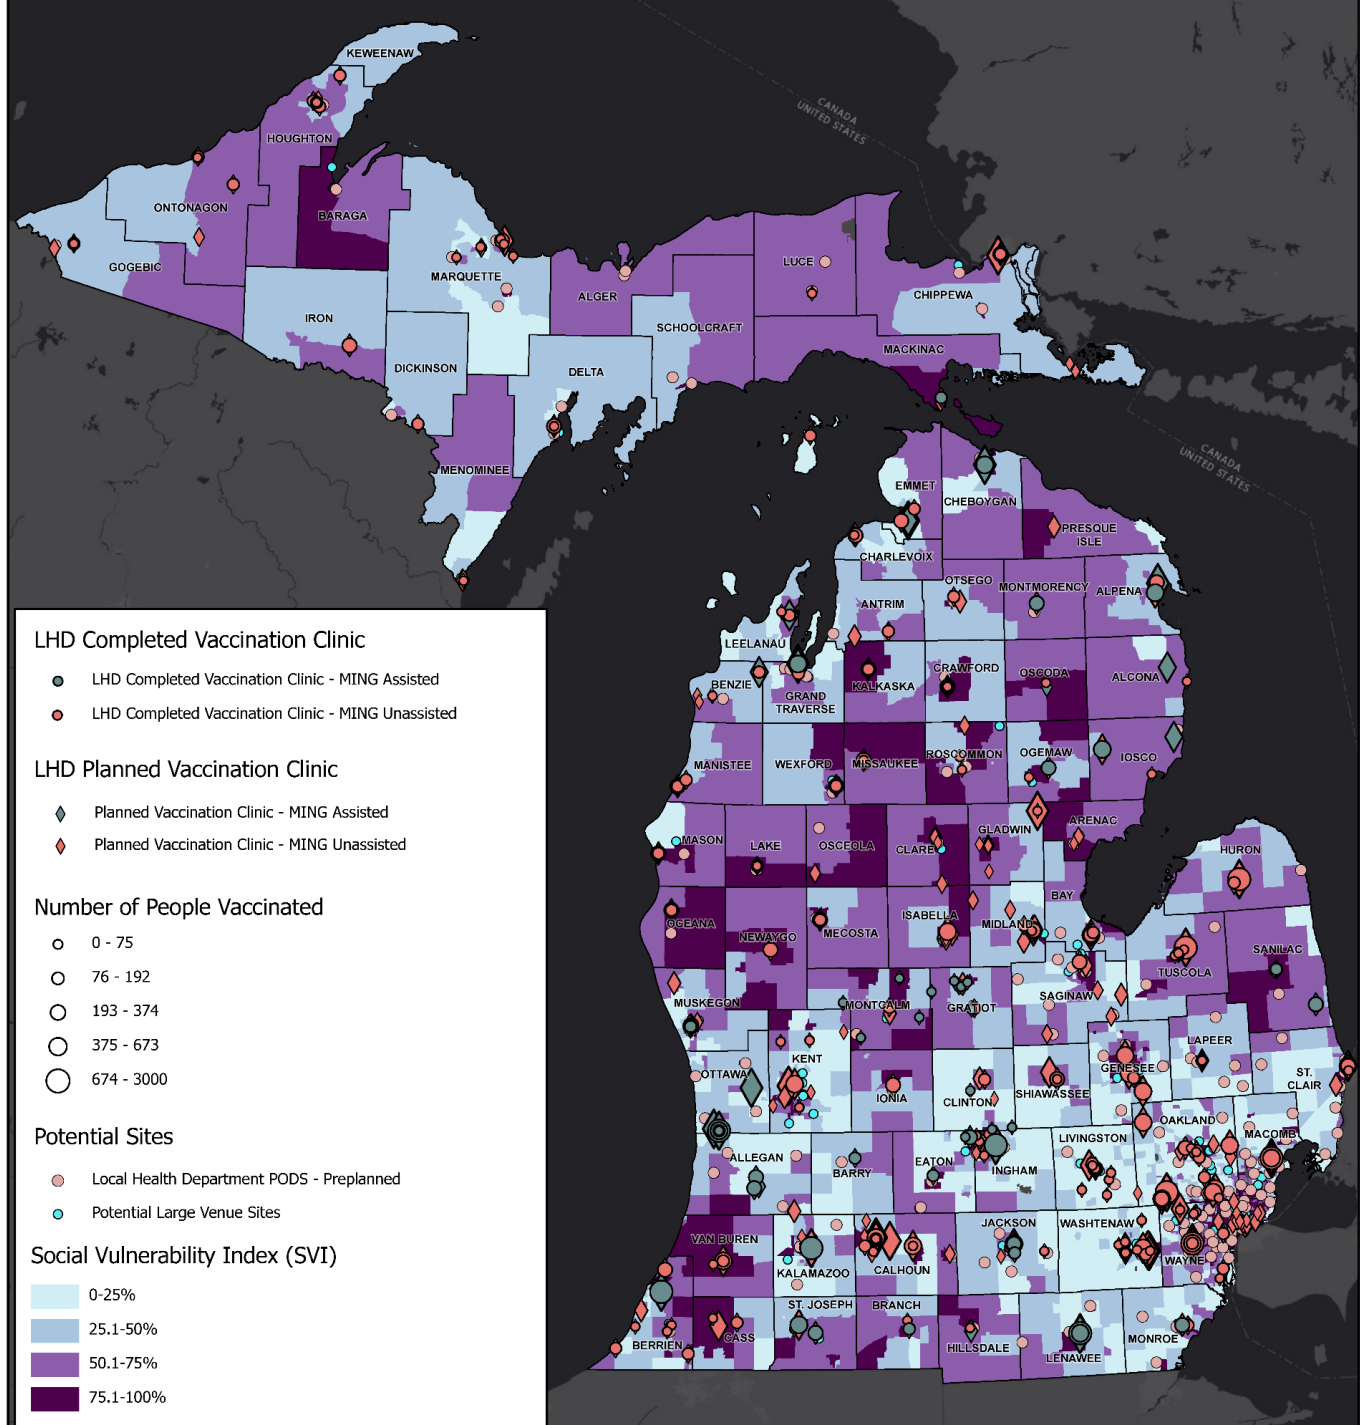 KEWEENAW
CANADA
UNITED STATES
HOUGHTON
ONTONAGON
BARAGA
GOGEBIC
MARQUETTE
LUCE
ALGER
CHIPPEWA
IRON
SCHOOLCRAFT
MACKINAC
DICKINSON
DELTA
MENOMINEE
CANADA
UNITED STATES
EMMET
CHEBOYGAN
PRESQUE
ISLE
CHARLEVOIX
OTSEGO
MONTMORENCY
ALPENA
ANTRIM
LEELANAU
BENZIE
GRAND
TRAVERSE
KALKASKA
CRAWFORD
OSCODA
ALCONA
MANISTEE
WEXFORD
MISSAUKEE
ROSCOMMON
OGEMAW
IOSCO
MASON
LAKE
OSCEOLA
CLARE
GLADWIN
ARENAC
HURON
OCEANA
NEWAYGO
MECOSTA
ISABELLA
MIDLAND
BAY
TUSCOLA
SANILAC
MUSKEGON
MONTCALM
GRATIOT
SAGINAW
LAPEER
GENESEE
ST.
CLAIR
OTTAWA
KENT
IONIA
CLINTON
SHIAWASSEE
OAKLAND
MACOMB
LIVINGSTON
ALLEGAN
BARRY
EATON
INGHAM
VAN BUREN
KALAMAZOO
CALHOUN
JACKSON
WASHTENAW
WAYNE
BERRIEN
CASS
ST. JOSEPH
BRANCH
HILLSDALE
LENAWEE
MONROE
LHD Completed Vaccination Clinic
LHD Completed Vaccination Clinic - MING Assisted
LHD Completed Vaccination Clinic - MING Unassisted
LHD Planned Vaccination Clinic
Planned Vaccination Clinic - MING Assisted
Planned Vaccination Clinic - MING Unassisted
Number of People Vaccinated
0 - 75
76 - 192
193 - 374
375 - 673
674 - 3000
Potential Sites
Local Health Department PODS - Preplanned
Potential Large Venue Sites
Social Vulnerability Index (SVI)
0-25%
25.1-50%
50.1-75%
75.1-100%